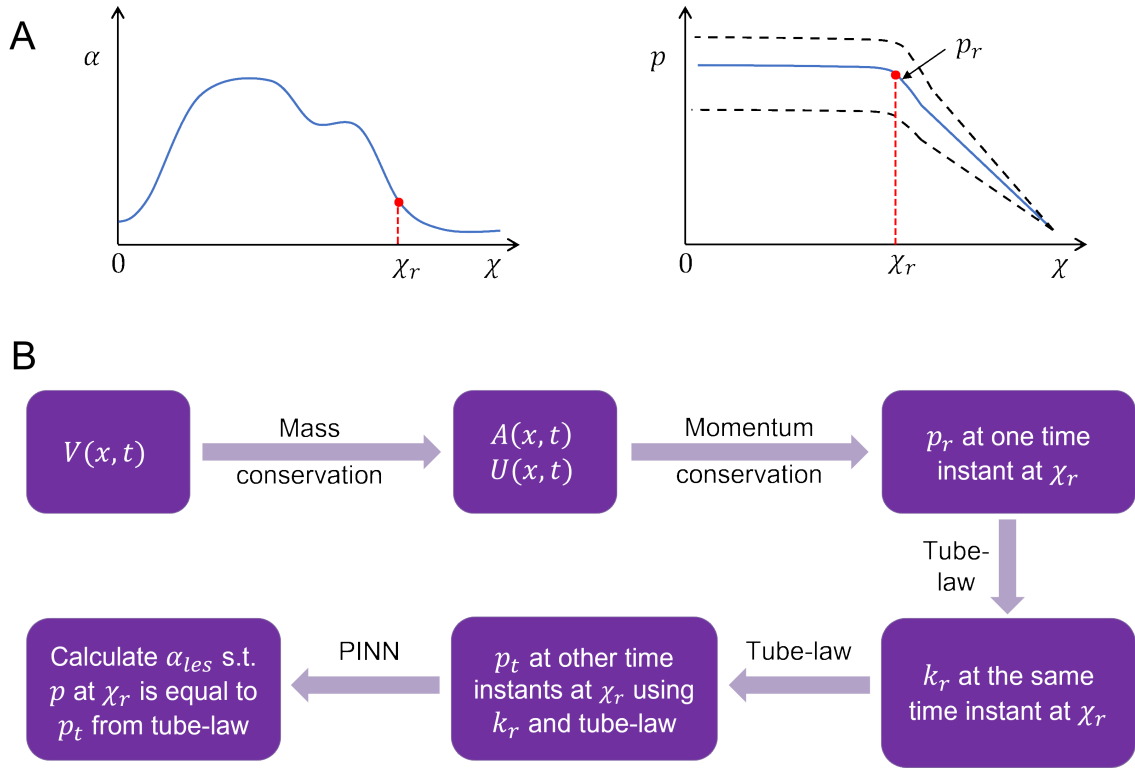 A
α
0
χᵣ
χ
p
pᵣ
0
χᵣ
χ
B
V(x, t)
Mass
conservation
A(x, t)
U(x, t)
Momentum
conservation
pᵣ at one time
instant at χᵣ
Tube-
law
kᵣ at the same
time instant at χᵣ
Tube-law
pₜ at other time
instants at χᵣ using
kᵣ and tube-law
PINN
Calculate αₗₑₛ s.t.
p at χᵣ is equal to
pₜ from tube-law